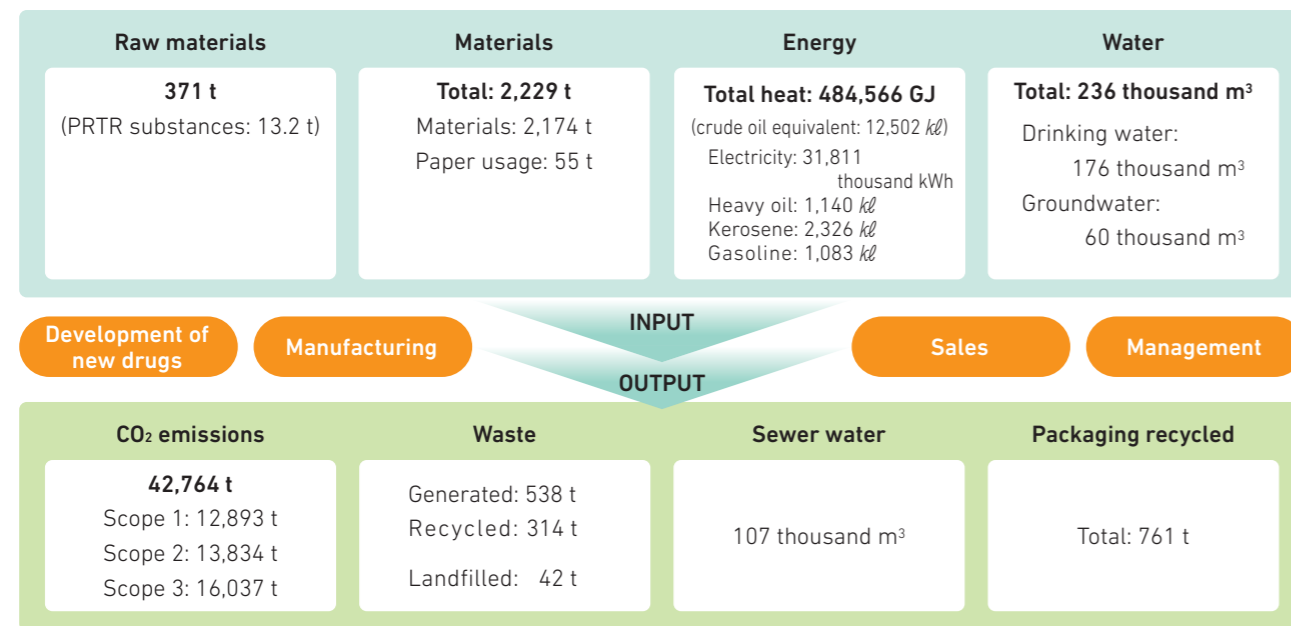 Raw materials
371 t
(PRTR substances: 13.2 t)
Materials
Total: 2,229 t
Materials: 2,174 t
Paper usage: 55 t
Energy
Total heat: 484,566 GJ
(crude oil equivalent: 12,502 kℓ)
Electricity: 31,811
thousand kWh
Heavy oil: 1,140 kℓ
Kerosene: 2,326 kℓ
Gasoline: 1,083 kℓ
Water
Total: 236 thousand m³
Drinking water:
176 thousand m³
Groundwater:
60 thousand m³
Development of
new drugs
Manufacturing
INPUT
OUTPUT
Sales
Management
CO₂ emissions
42,764 t
Scope 1: 12,893 t
Scope 2: 13,834 t
Scope 3: 16,037 t
Waste
Generated: 538 t
Recycled: 314 t
Landfilled: 42 t
Sewer water
107 thousand m³
Packaging recycled
Total: 761 t